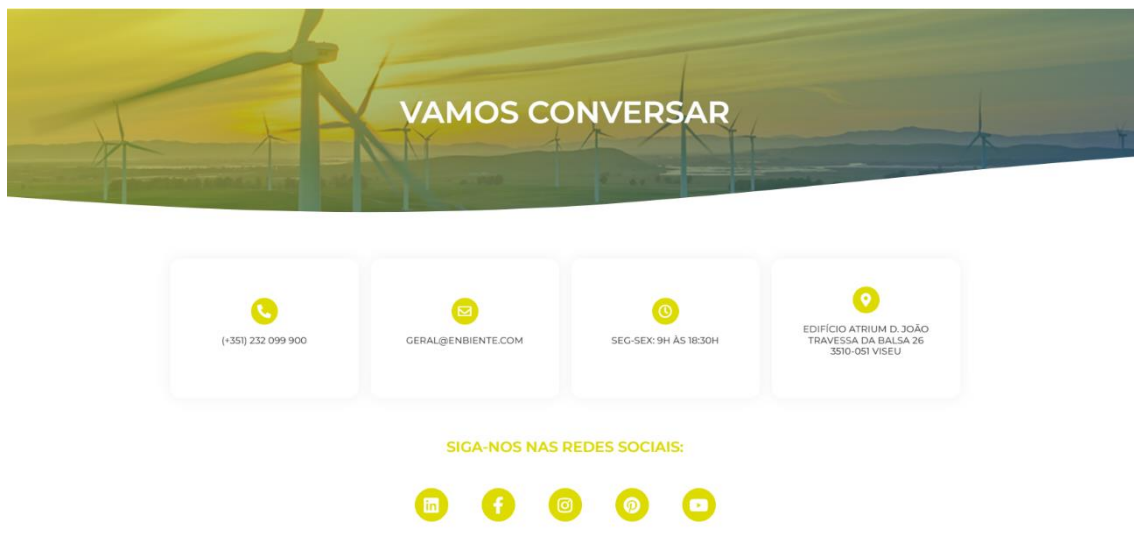 VAMOS CONVERSAR
(+351) 232 099 900
GERAL@ENBIENTE.COM
SEG-SEX: 9H ÀS 18:30H
EDIFÍCIO ATRIUM D. JOÃO
TRAVESSA DA BALSA 26
3510-051 VISEU
SIGA-NOS NAS REDES SOCIAIS: